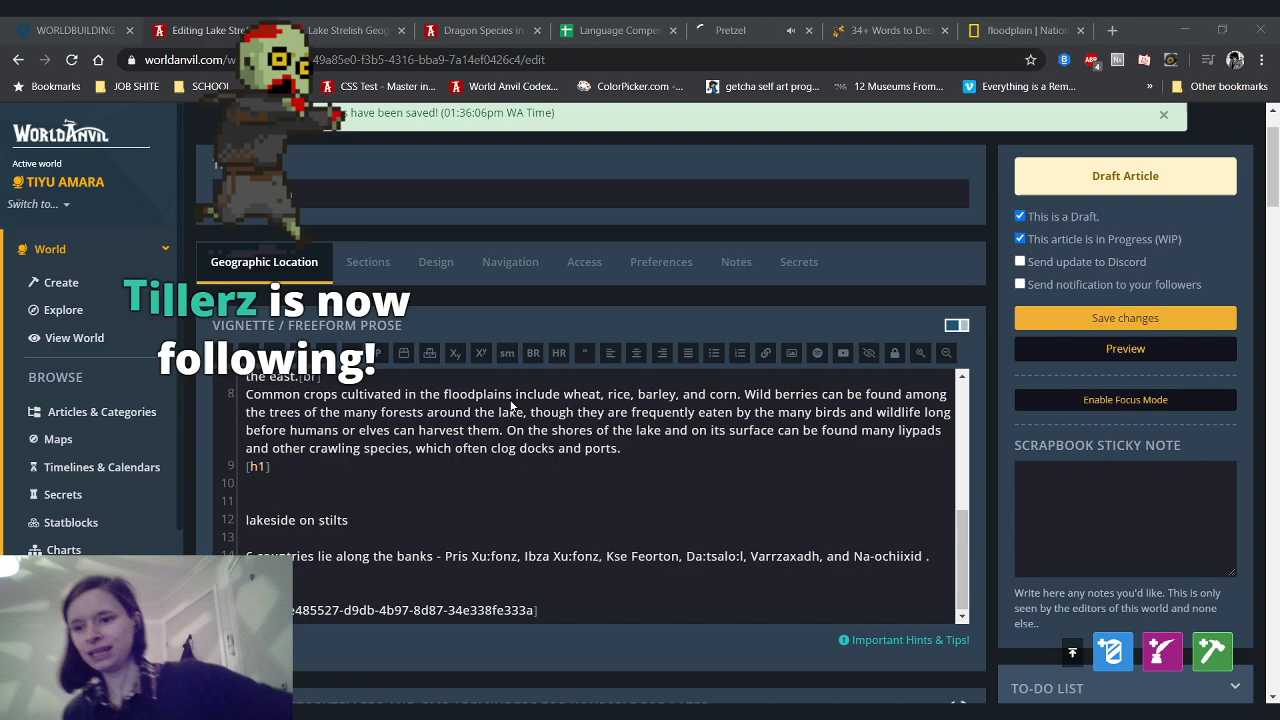 WORLDBUILDING
Editing Lake Str
Lake Strelish Geog
Dragon Species in
Language Compe
Pretzel
34+ Words to Des
floodplain | Nation
worldanvil.com/w
49a85e0-f3b5-4316-bba9-7a14ef0426c4/edit
Bookmarks
JOB SHITE
SCHOO
CSS Test - Master in...
World Anvil Codex...
ColorPicker.com -...
getcha self art prog...
12 Museums From...
Everything is a Rem...
Other bookmarks
WORLDANVIL
s have been saved! (01:36:06pm WA Time)
Active world
TIYU AMARA
Switch to...
World
Create
Explore
View World
BROWSE
Articles & Categories
Maps
Timelines & Calendars
Secrets
Statblocks
Charts
Tillerz is now
following!
Geographic Location
Sections
Design
Navigation
Access
Preferences
Notes
Secrets
VIGNETTE / FREEFORM PROSE
sm
BR
HR
the east.[br]
8
Common crops cultivated in the floodplains include wheat, rice, barley, and corn. Wild berries can be found among
the trees of the many forests around the lake, though they are frequently eaten by the many birds and wildlife long
before humans or elves can harvest them. On the shores of the lake and on its surface can be found many liypads
and other crawling species, which often clog docks and ports.
9
[h1]
10
11
12
lakeside on stilts
13
14
6 countries lie along the banks - Pris Xu:fonz, Ibza Xu:fonz, Kse Feorton, Da:tsalo:l, Varrzaxadh, and Na-ochiixid .
e485527-d9db-4b97-8d87-34e338fe333a]
Important Hints & Tips!
Draft Article
This is a Draft.
This article is in Progress (WIP)
Send update to Discord
Send notification to your followers
Save changes
Preview
Enable Focus Mode
SCRAPBOOK STICKY NOTE
Write here any notes you'd like. This is only
seen by the editors of this world and none
else..
TO-DO LIST